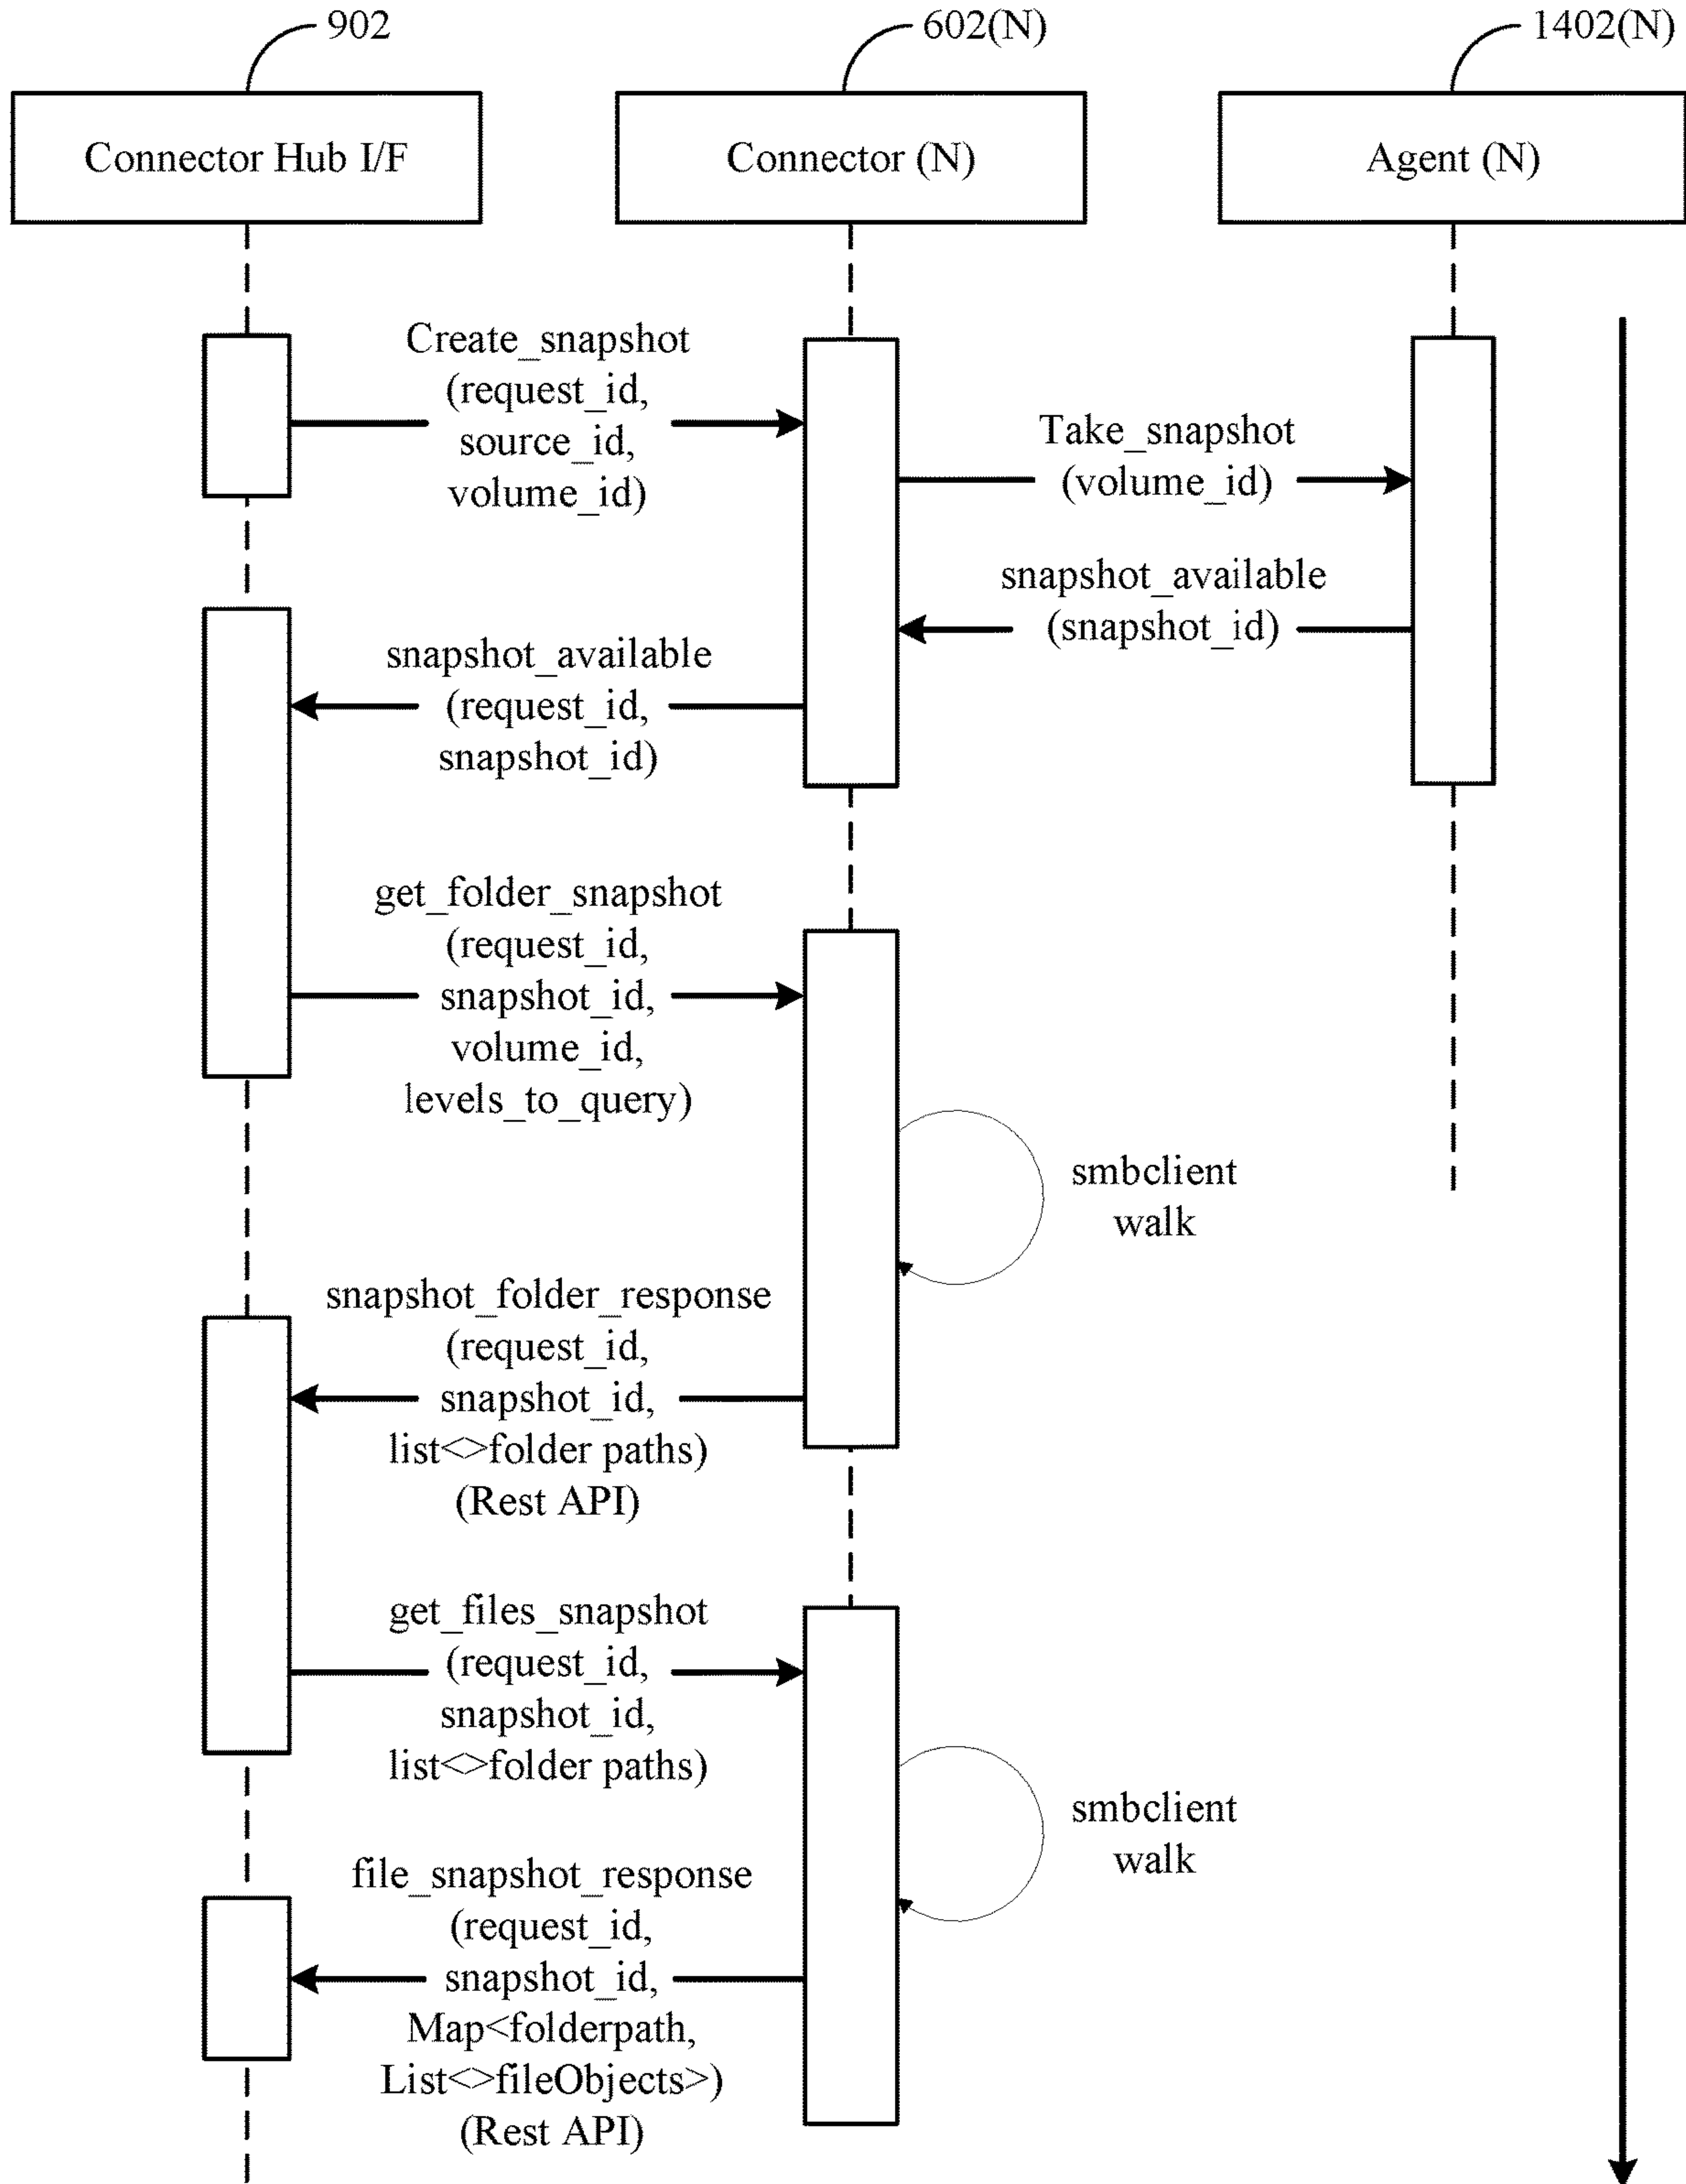 902
602(N)
1402(N)
Connector Hub I/F
Connector (N)
Agent (N)
Create_snapshot
(request_id,
source_id,
volume_id)
Take_snapshot
(volume_id)
snapshot_available
(snapshot_id)
snapshot_available
(request_id,
snapshot_id)
get_folder_snapshot
(request_id,
snapshot_id,
volume_id,
levels_to_query)
smbclient
walk
snapshot_folder_response
(request_id,
snapshot_id,
list<>folder paths)
(Rest API)
get_files_snapshot
(request_id,
snapshot_id,
list<>folder paths)
smbclient
walk
file_snapshot_response
(request_id,
snapshot_id,
Map<folderpath,
List<>fileObjects>)
(Rest API)